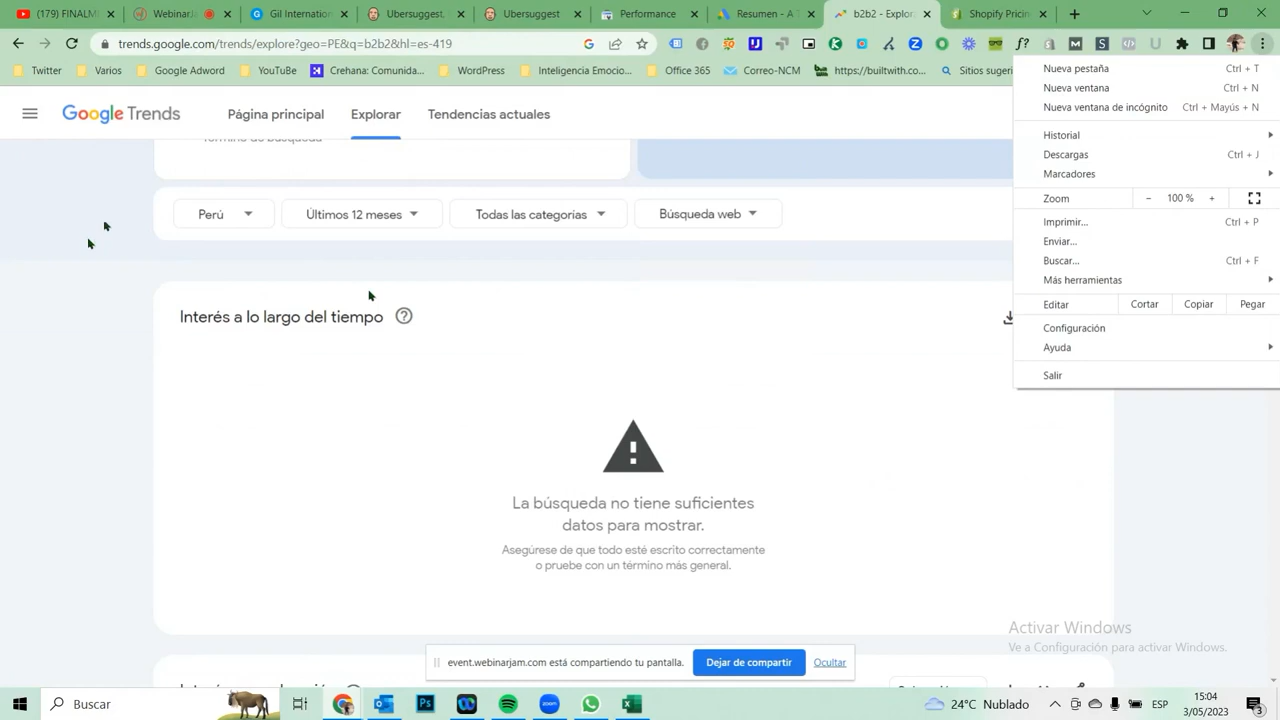 (179) FINALM
WebinarJa
Gil Internation
Ubersuggest.
Ubersuggest
Performance
Resumen - A
b2b2 - Explor
Shopify Pricin
trends.google.com/trends/explore?geo=PE&q=b2b2&hl=es-419
Twitter
Varios
Google Adword
YouTube
Crehana: Comunida...
WordPress
Inteligencia Emocio...
Office 365
Correo-NCM
https://builtwith.co...
Sitios sugeri
Google Trends
Página principal
Explorar
Tendencias actuales
Término de búsqueda
Perú
Últimos 12 meses
Todas las categorías
Búsqueda web
Interés a lo largo del tiempo
La búsqueda no tiene suficientes
datos para mostrar.
Asegúrese de que todo esté escrito correctamente
o pruebe con un término más general.
Nueva pestaña Ctrl + T
Nueva ventana Ctrl + N
Nueva ventana de incógnito Ctrl + Mayús + N
Historial
Descargas Ctrl + J
Marcadores
Zoom − 100 % +
Imprimir... Ctrl + P
Enviar...
Buscar... Ctrl + F
Más herramientas
Editar Cortar Copiar Pegar
Configuración
Ayuda
Salir
Activar Windows
Ve a Configuración para activar Windows.
event.webinarjam.com está compartiendo tu pantalla.
Dejar de compartir
Ocultar
Buscar
zoom
24°C Nublado
ESP
15:04
3/05/2023
3